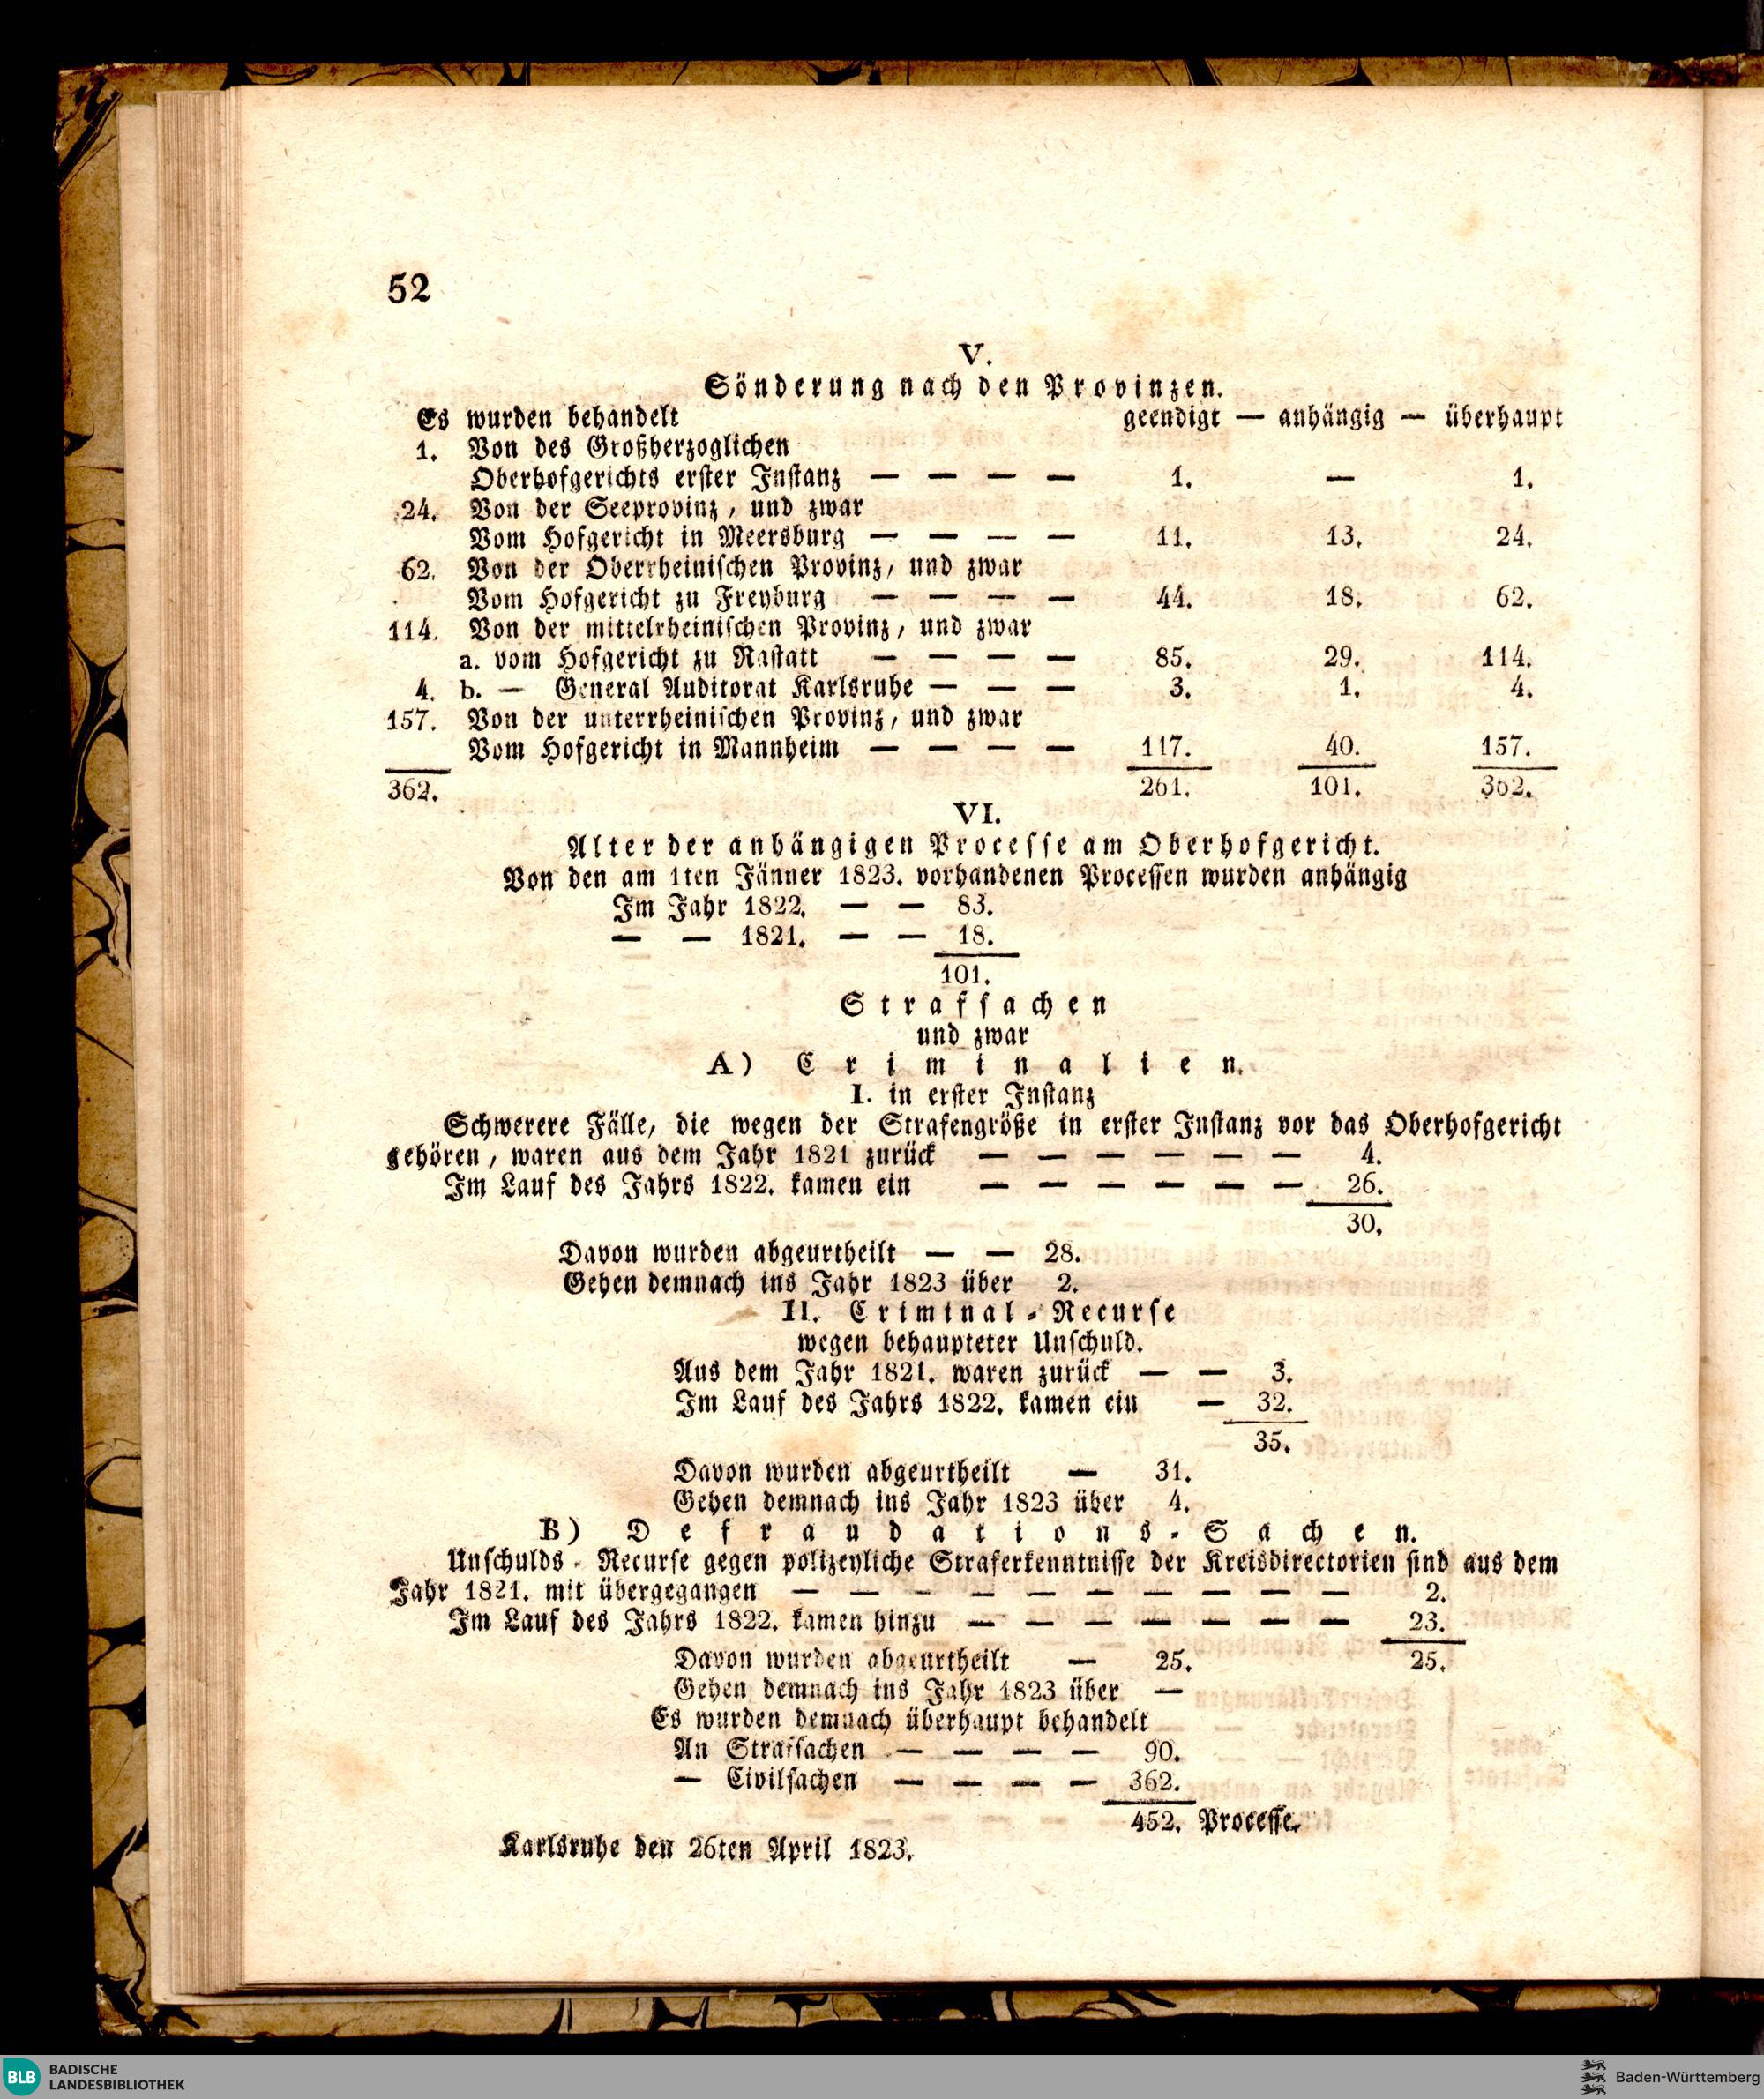 52
V.
Sönderung nach den Provinzen.
Es wurden behandelt geendigt — anhängig — überhaupt
1. Von des Großherzoglichen
Oberhofgerichts erster Instanz — — — — 1. — 1.
24. Von der Seeprovinz, und zwar
Vom Hofgericht in Meersburg — — — — 11. 13. 24.
62. Von der Oberrheinischen Provinz, und zwar
Vom Hofgericht zu Freyburg — — — — 44. 18. 62.
114. Von der mittelrheinischen Provinz, und zwar
a. vom Hofgericht zu Rastatt — — — — 85. 29. 114.
4. b. — General Auditorat Karlsruhe — — — 3. 1. 4.
157. Von der unterrheinischen Provinz, und zwar
Vom Hofgericht in Mannheim — — — — 117. 40. 157.
362. 261. 101. 362.
VI.
Alter der anhängigen Processe am Oberhofgericht.
Von den am 1ten Jänner 1823. vorhandenen Processen wurden anhängig
Im Jahr 1822. — — 83.
— — 1821. — — 18.
101.
Strafsachen
und zwar
A) Criminalien.
I. in erster Instanz
Schwerere Fälle, die wegen der Strafengröße in erster Instanz vor das Oberhofgericht
gehören, waren aus dem Jahr 1821 zurück — — — — — — 4.
Im Lauf des Jahrs 1822. kamen ein — — — — — — 26.
30.
Davon wurden abgeurtheilt — — 28.
Gehen demnach ins Jahr 1823 über 2.
II. Criminal-Recurse
wegen behaupteter Unschuld.
Aus dem Jahr 1821. waren zurück — — 3.
Im Lauf des Jahrs 1822. kamen ein — 32.
35.
Davon wurden abgeurtheilt — 31.
Gehen demnach ins Jahr 1823 über 4.
B) Defraudations-Sachen.
Unschulds-Recurse gegen polizeyliche Straferkenntnisse der Kreisdirectorien sind aus dem
Jahr 1821. mit übergegangen — — — — — — — — — — 2.
Im Lauf des Jahrs 1822. kamen hinzu — — — — — — — 23.
Davon wurden abgeurtheilt — 25. 25.
Gehen demnach ins Jahr 1823 über —
Es wurden demnach überhaupt behandelt
An Strafsachen — — — — 90.
— Civilsachen — — — — 362.
452. Processe.
Karlsruhe den 26ten April 1823.
BLB BADISCHE
LANDESBIBLIOTHEK
Baden-Württemberg